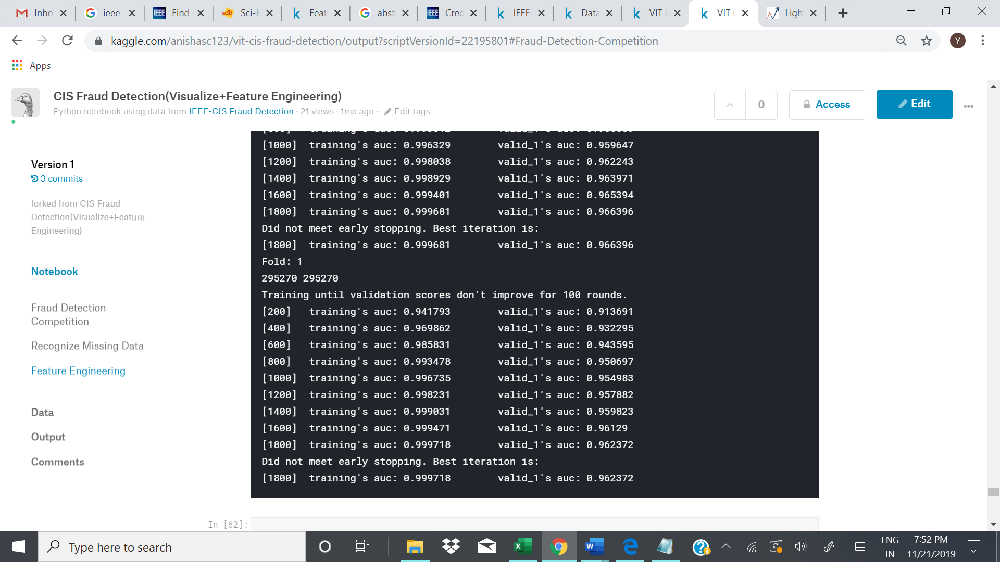 Inbo
ieee
Find
Sci-H
Feat
abst
Cred
IEEE
Data
VIT
VIT
Ligh
kaggle.com/anishasc123/vit-cis-fraud-detection/output?scriptVersionId=22195801#Fraud-Detection-Competition
Y
Apps
CIS Fraud Detection(Visualize+Feature Engineering)
Python notebook using data from IEEE-CIS Fraud Detection · 21 views · 1mo ago · Edit tags
0
Access
Edit
Version 1
3 commits
forked from CIS Fraud
Detection(Visualize+Feature
Engineering)
Notebook
Fraud Detection
Competition
Recognize Missing Data
Feature Engineering
Data
Output
Comments
[1000] training's auc: 0.996329 valid_1's auc: 0.959647
[1200] training's auc: 0.998038 valid_1's auc: 0.962243
[1400] training's auc: 0.998929 valid_1's auc: 0.963971
[1600] training's auc: 0.999401 valid_1's auc: 0.965394
[1800] training's auc: 0.999681 valid_1's auc: 0.966396
Did not meet early stopping. Best iteration is:
[1800] training's auc: 0.999681 valid_1's auc: 0.966396
Fold: 1
295270 295270
Training until validation scores don't improve for 100 rounds.
[200] training's auc: 0.941793 valid_1's auc: 0.913691
[400] training's auc: 0.969862 valid_1's auc: 0.932295
[600] training's auc: 0.985831 valid_1's auc: 0.943595
[800] training's auc: 0.993478 valid_1's auc: 0.950697
[1000] training's auc: 0.996735 valid_1's auc: 0.954983
[1200] training's auc: 0.998231 valid_1's auc: 0.957882
[1400] training's auc: 0.999031 valid_1's auc: 0.959823
[1600] training's auc: 0.999471 valid_1's auc: 0.96129
[1800] training's auc: 0.999718 valid_1's auc: 0.962372
Did not meet early stopping. Best iteration is:
[1800] training's auc: 0.999718 valid_1's auc: 0.962372
In [62]:
Type here to search
ENG
IN
7:52 PM
11/21/2019